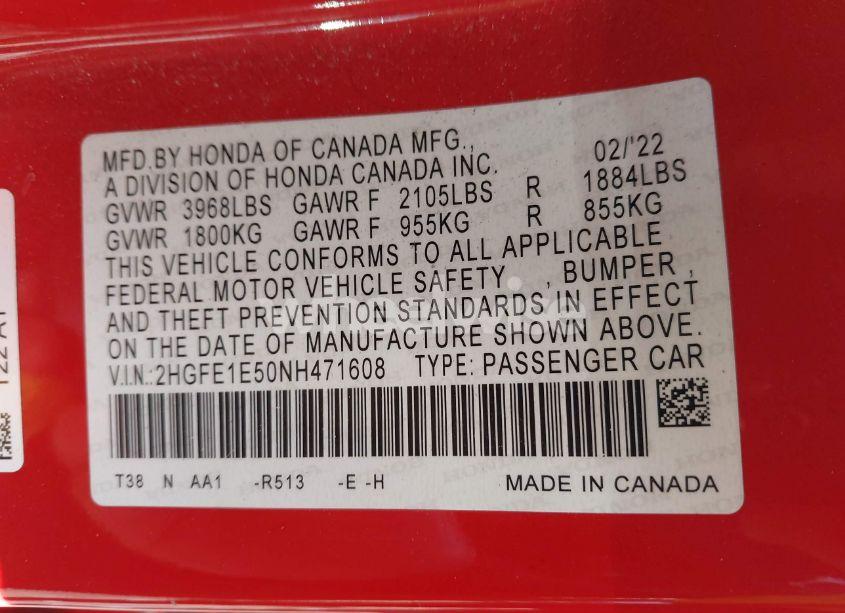 MFD.BY HONDA OF CANADA MFG., 02/'22
A DIVISION OF HONDA CANADA INC.
GVWR 3968LBS GAWR F 2105LBS R 1884LBS
GVWR 1800KG GAWR F 955KG R 855KG
THIS VEHICLE CONFORMS TO ALL APPLICABLE
FEDERAL MOTOR VEHICLE SAFETY , BUMPER ,
AND THEFT PREVENTION STANDARDS IN EFFECT
ON THE DATE OF MANUFACTURE SHOWN ABOVE.
V.I.N.:2HGFE1E50NH471608 TYPE: PASSENGER CAR
T38 N AA1 -R513 -E -H MADE IN CANADA